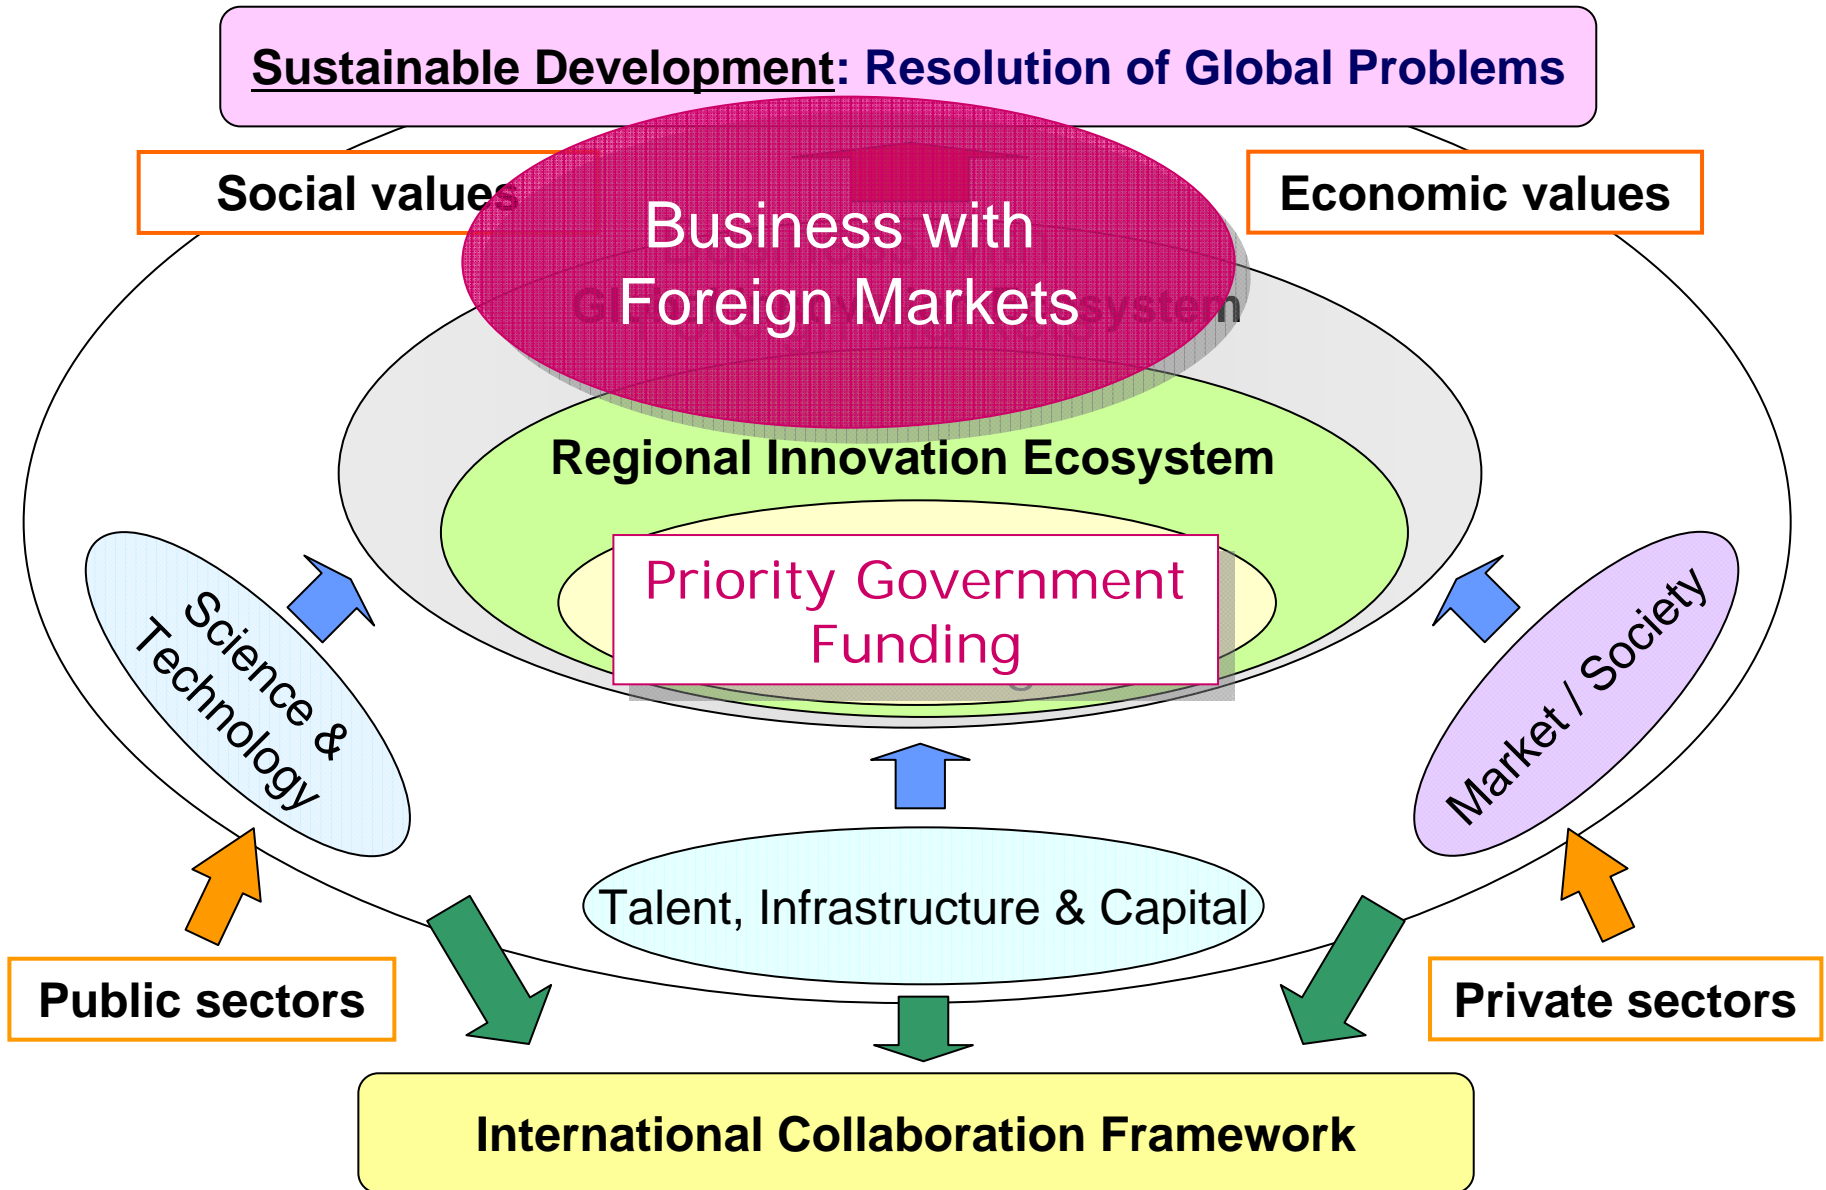 Sustainable Development: Resolution of Global Problems
Social values
Economic values
Business with
Foreign Markets
Ecosystem
Regional Innovation Ecosystem
Priority Government
Funding
Science &
Technology
Market / Society
Talent, Infrastructure & Capital
Public sectors
Private sectors
International Collaboration Framework